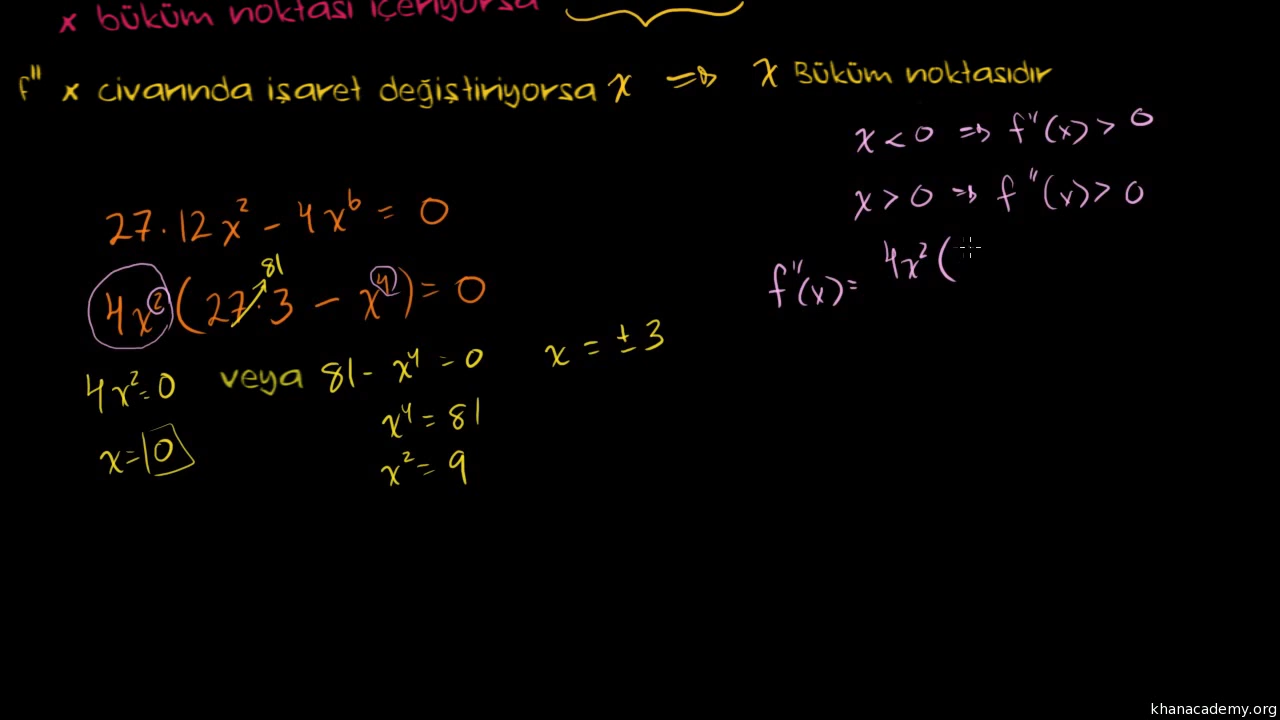 x büküm noktası içeriyorsa
f'' x civarında işaret değiştiriyorsa x ⇒ x Büküm noktasıdır
x < 0 ⇒ f''(x) > 0
27.12x² - 4x⁶ = 0
x > 0 ⇒ f''(x) > 0
81
4x²(27.3 - x⁴) = 0
f''(x) = 4x²(
4x² = 0 veya 81 - x⁴ = 0 x = ± 3
x⁴ = 81
x = 0
x² = 9
khanacademy.org